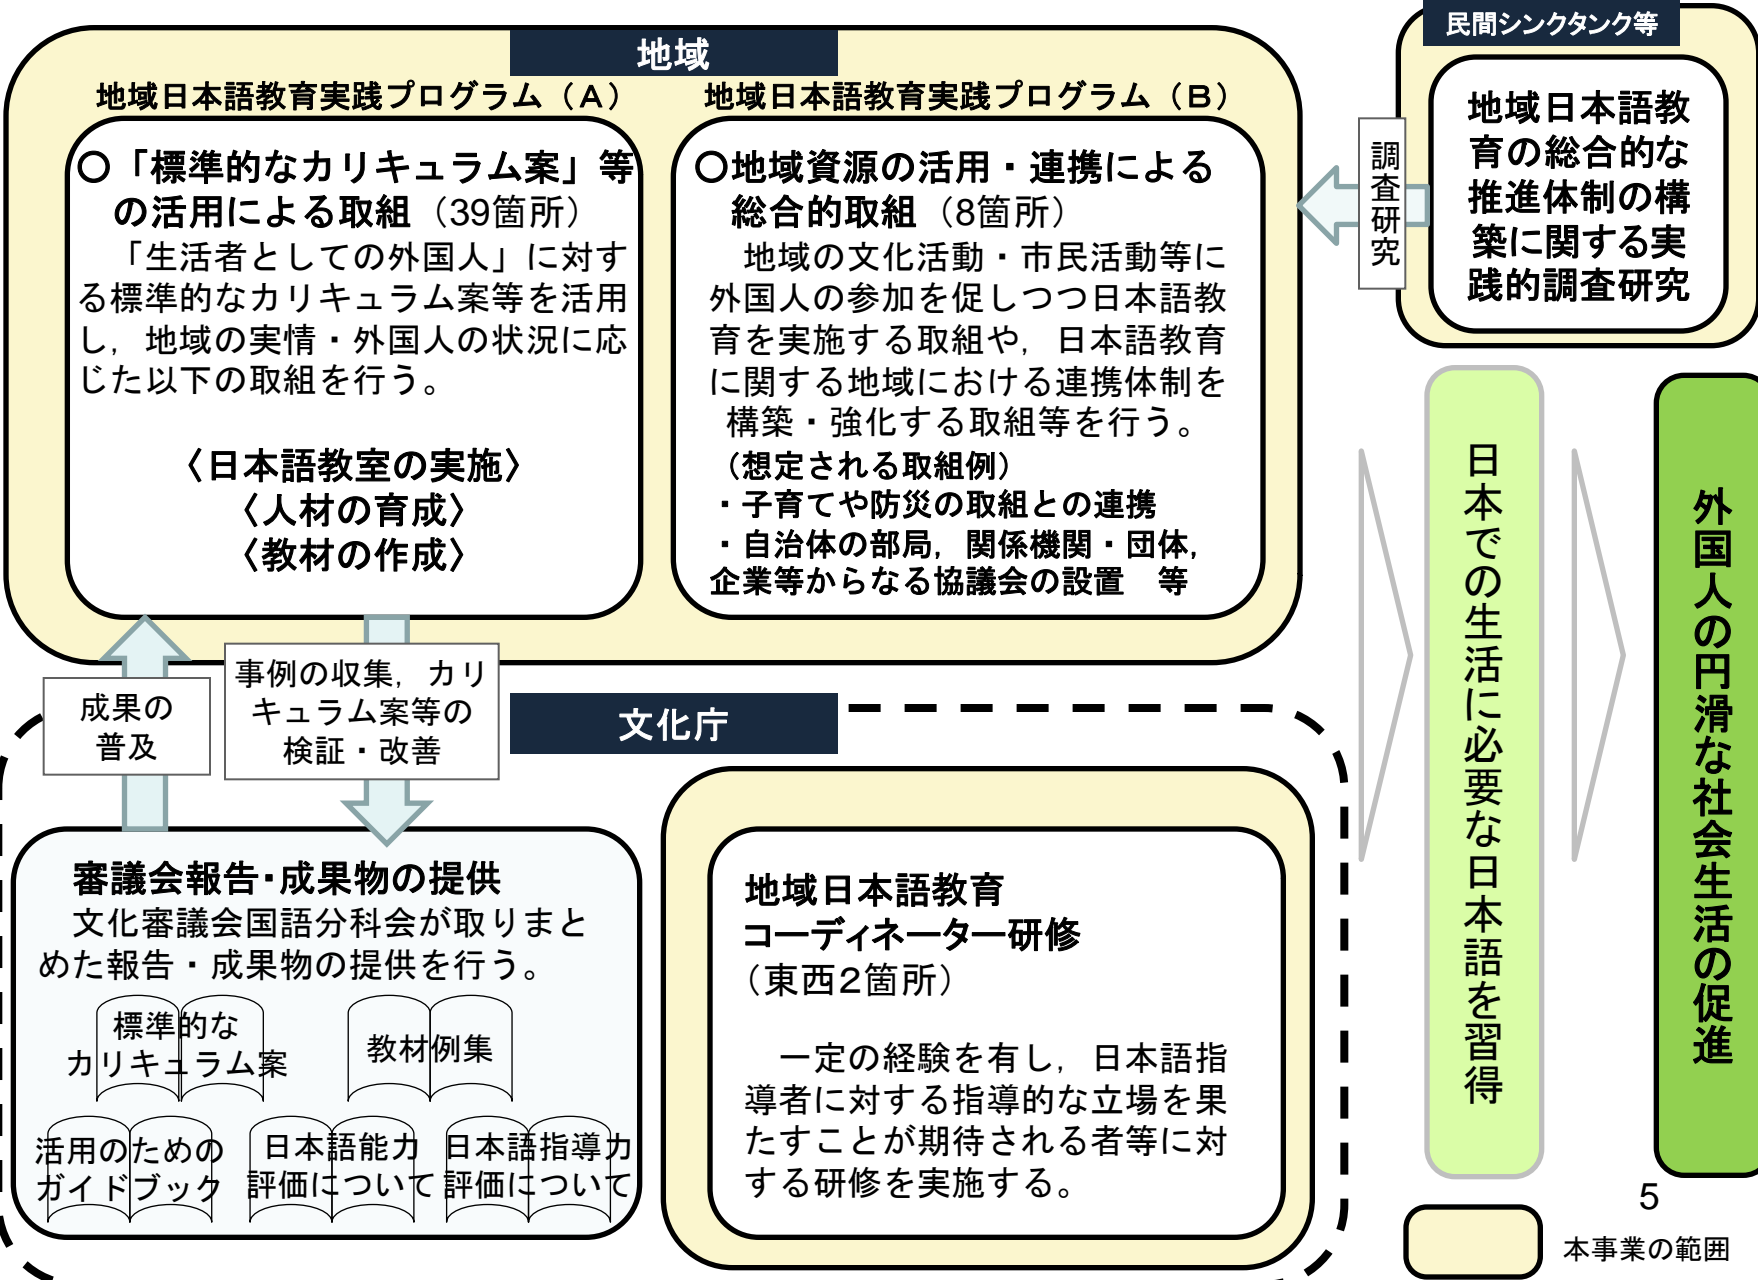 地域
地域日本語教育実践プログラム（A）
○「標準的なカリキュラム案」等
の活用による取組（39箇所）
「生活者としての外国人」に対す
る標準的なカリキュラム案等を活用
し，地域の実情・外国人の状況に応
じた以下の取組を行う。
〈日本語教室の実施〉
〈人材の育成〉
〈教材の作成〉
地域日本語教育実践プログラム（B）
○地域資源の活用・連携による
総合的取組（8箇所）
地域の文化活動・市民活動等に
外国人の参加を促しつつ日本語教
育を実施する取組や，日本語教育
に関する地域における連携体制を
構築・強化する取組等を行う。
（想定される取組例）
・子育てや防災の取組との連携
・自治体の部局，関係機関・団体，
企業等からなる協議会の設置　等
民間シンクタンク等
地域日本語教
育の総合的な
推進体制の構
築に関する実
践的調査研究
調査研究
成果の
普及
事例の収集，カリ
キュラム案等の
検証・改善
文化庁
審議会報告・成果物の提供
文化審議会国語分科会が取りまと
めた報告・成果物の提供を行う。
標準的な
カリキュラム案
教材例集
活用のための
ガイドブック
日本語能力
評価について
日本語指導力
評価について
地域日本語教育
コーディネーター研修
（東西2箇所）
一定の経験を有し，日本語指
導者に対する指導的な立場を果
たすことが期待される者等に対
する研修を実施する。
日本での生活に必要な日本語を習得
外国人の円滑な社会生活の促進
5
本事業の範囲